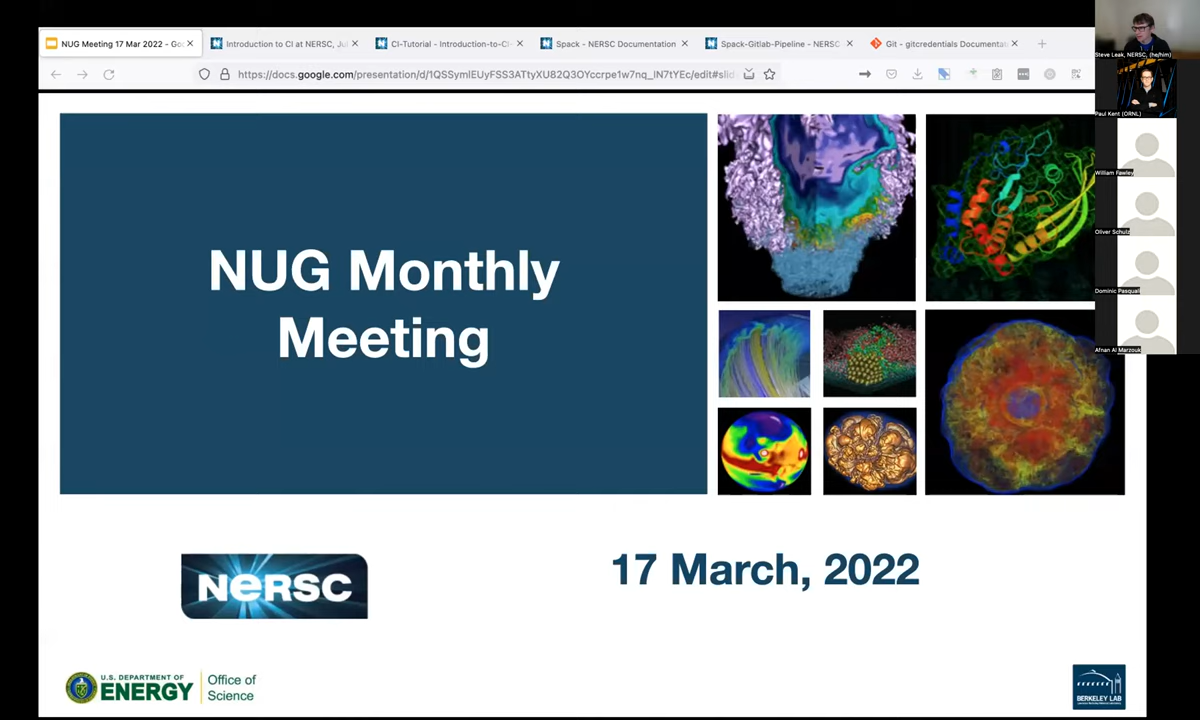 NUG Meeting 17 Mar 2022 - Goo
Introduction to CI at NERSC, Jul
CI-Tutorial - Introduction-to-CI-
Spack - NERSC Documentation
Spack-Gitlab-Pipeline - NERSC
Git - gitcredentials Documentat
https://docs.google.com/presentation/d/1QSSymIEUyFSS3ATtyXU82Q3OYccrpe1w7nq_IN7tYEc/edit#slid
Steve Leak, NERSC, (he/him)
Paul Kent (ORNL)
William Fawley
Oliver Schulz
Dominic Pasquali
Afnan Al Marzouk
NUG Monthly
Meeting
17 March, 2022
NERSC
U.S. DEPARTMENT OF
ENERGY
Office of
Science
BERKELEY LAB